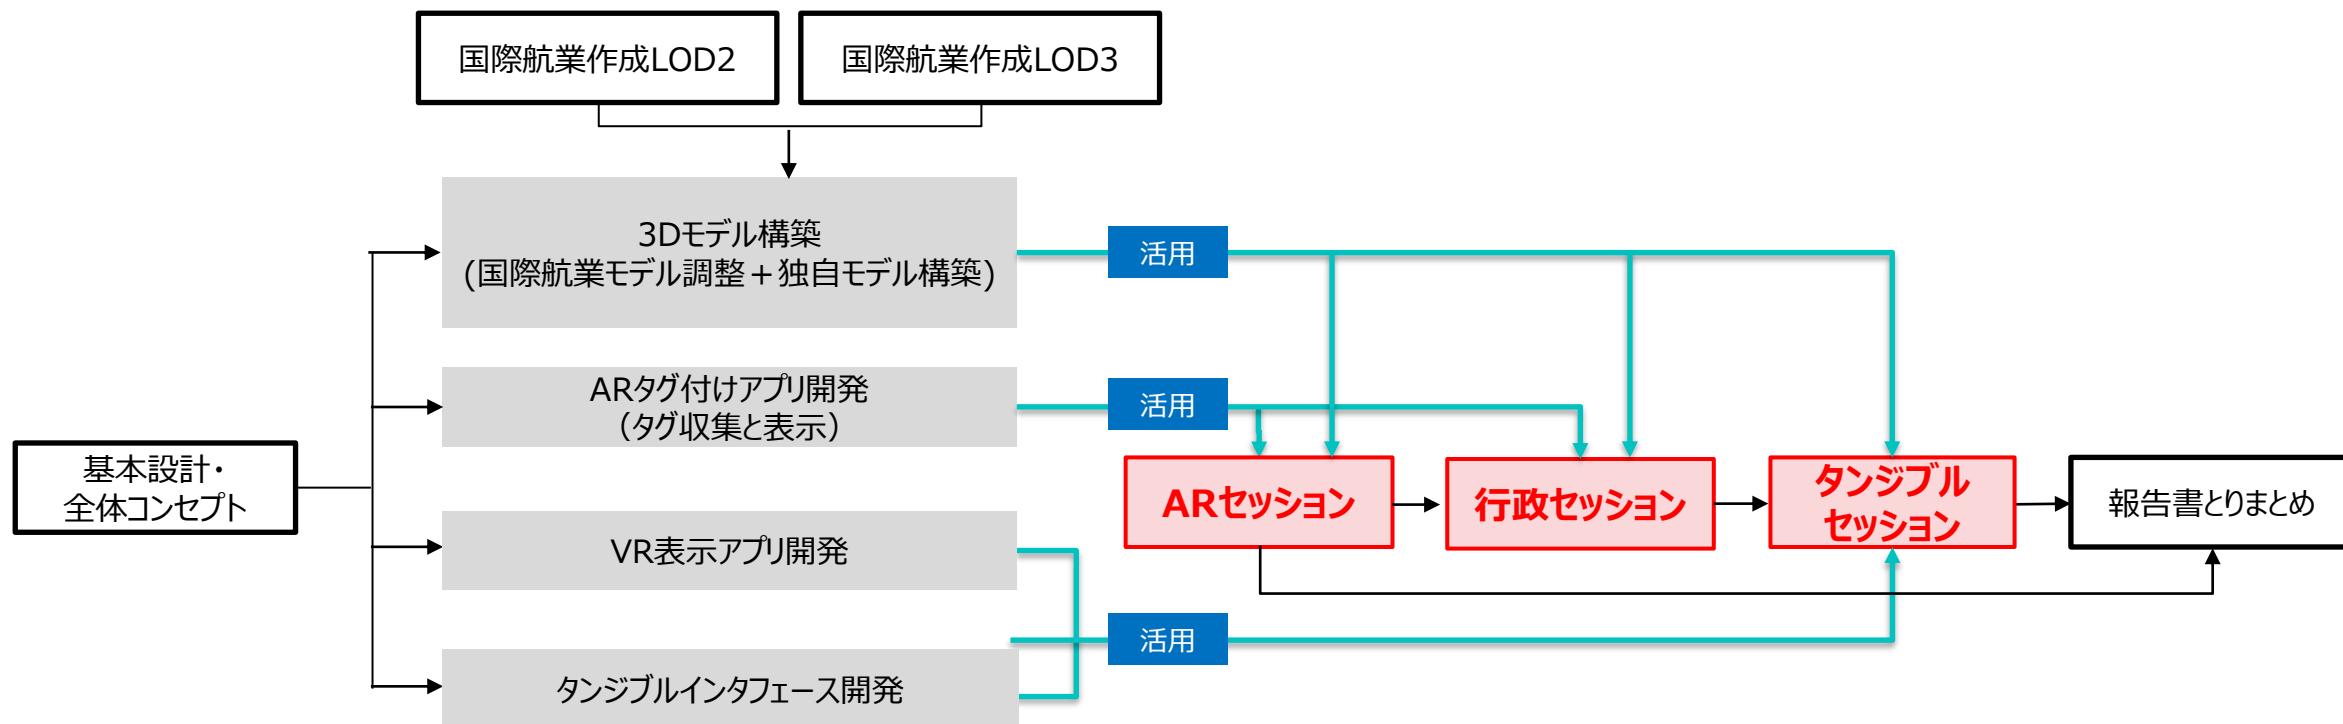 国際航業作成LOD2
国際航業作成LOD3
3Dモデル構築
(国際航業モデル調整＋独自モデル構築)
活用
ARタグ付けアプリ開発
（タグ収集と表示）
活用
基本設計・
全体コンセプト
ARセッション
行政セッション
タンジブル
セッション
報告書とりまとめ
VR表示アプリ開発
活用
タンジブルインタフェース開発